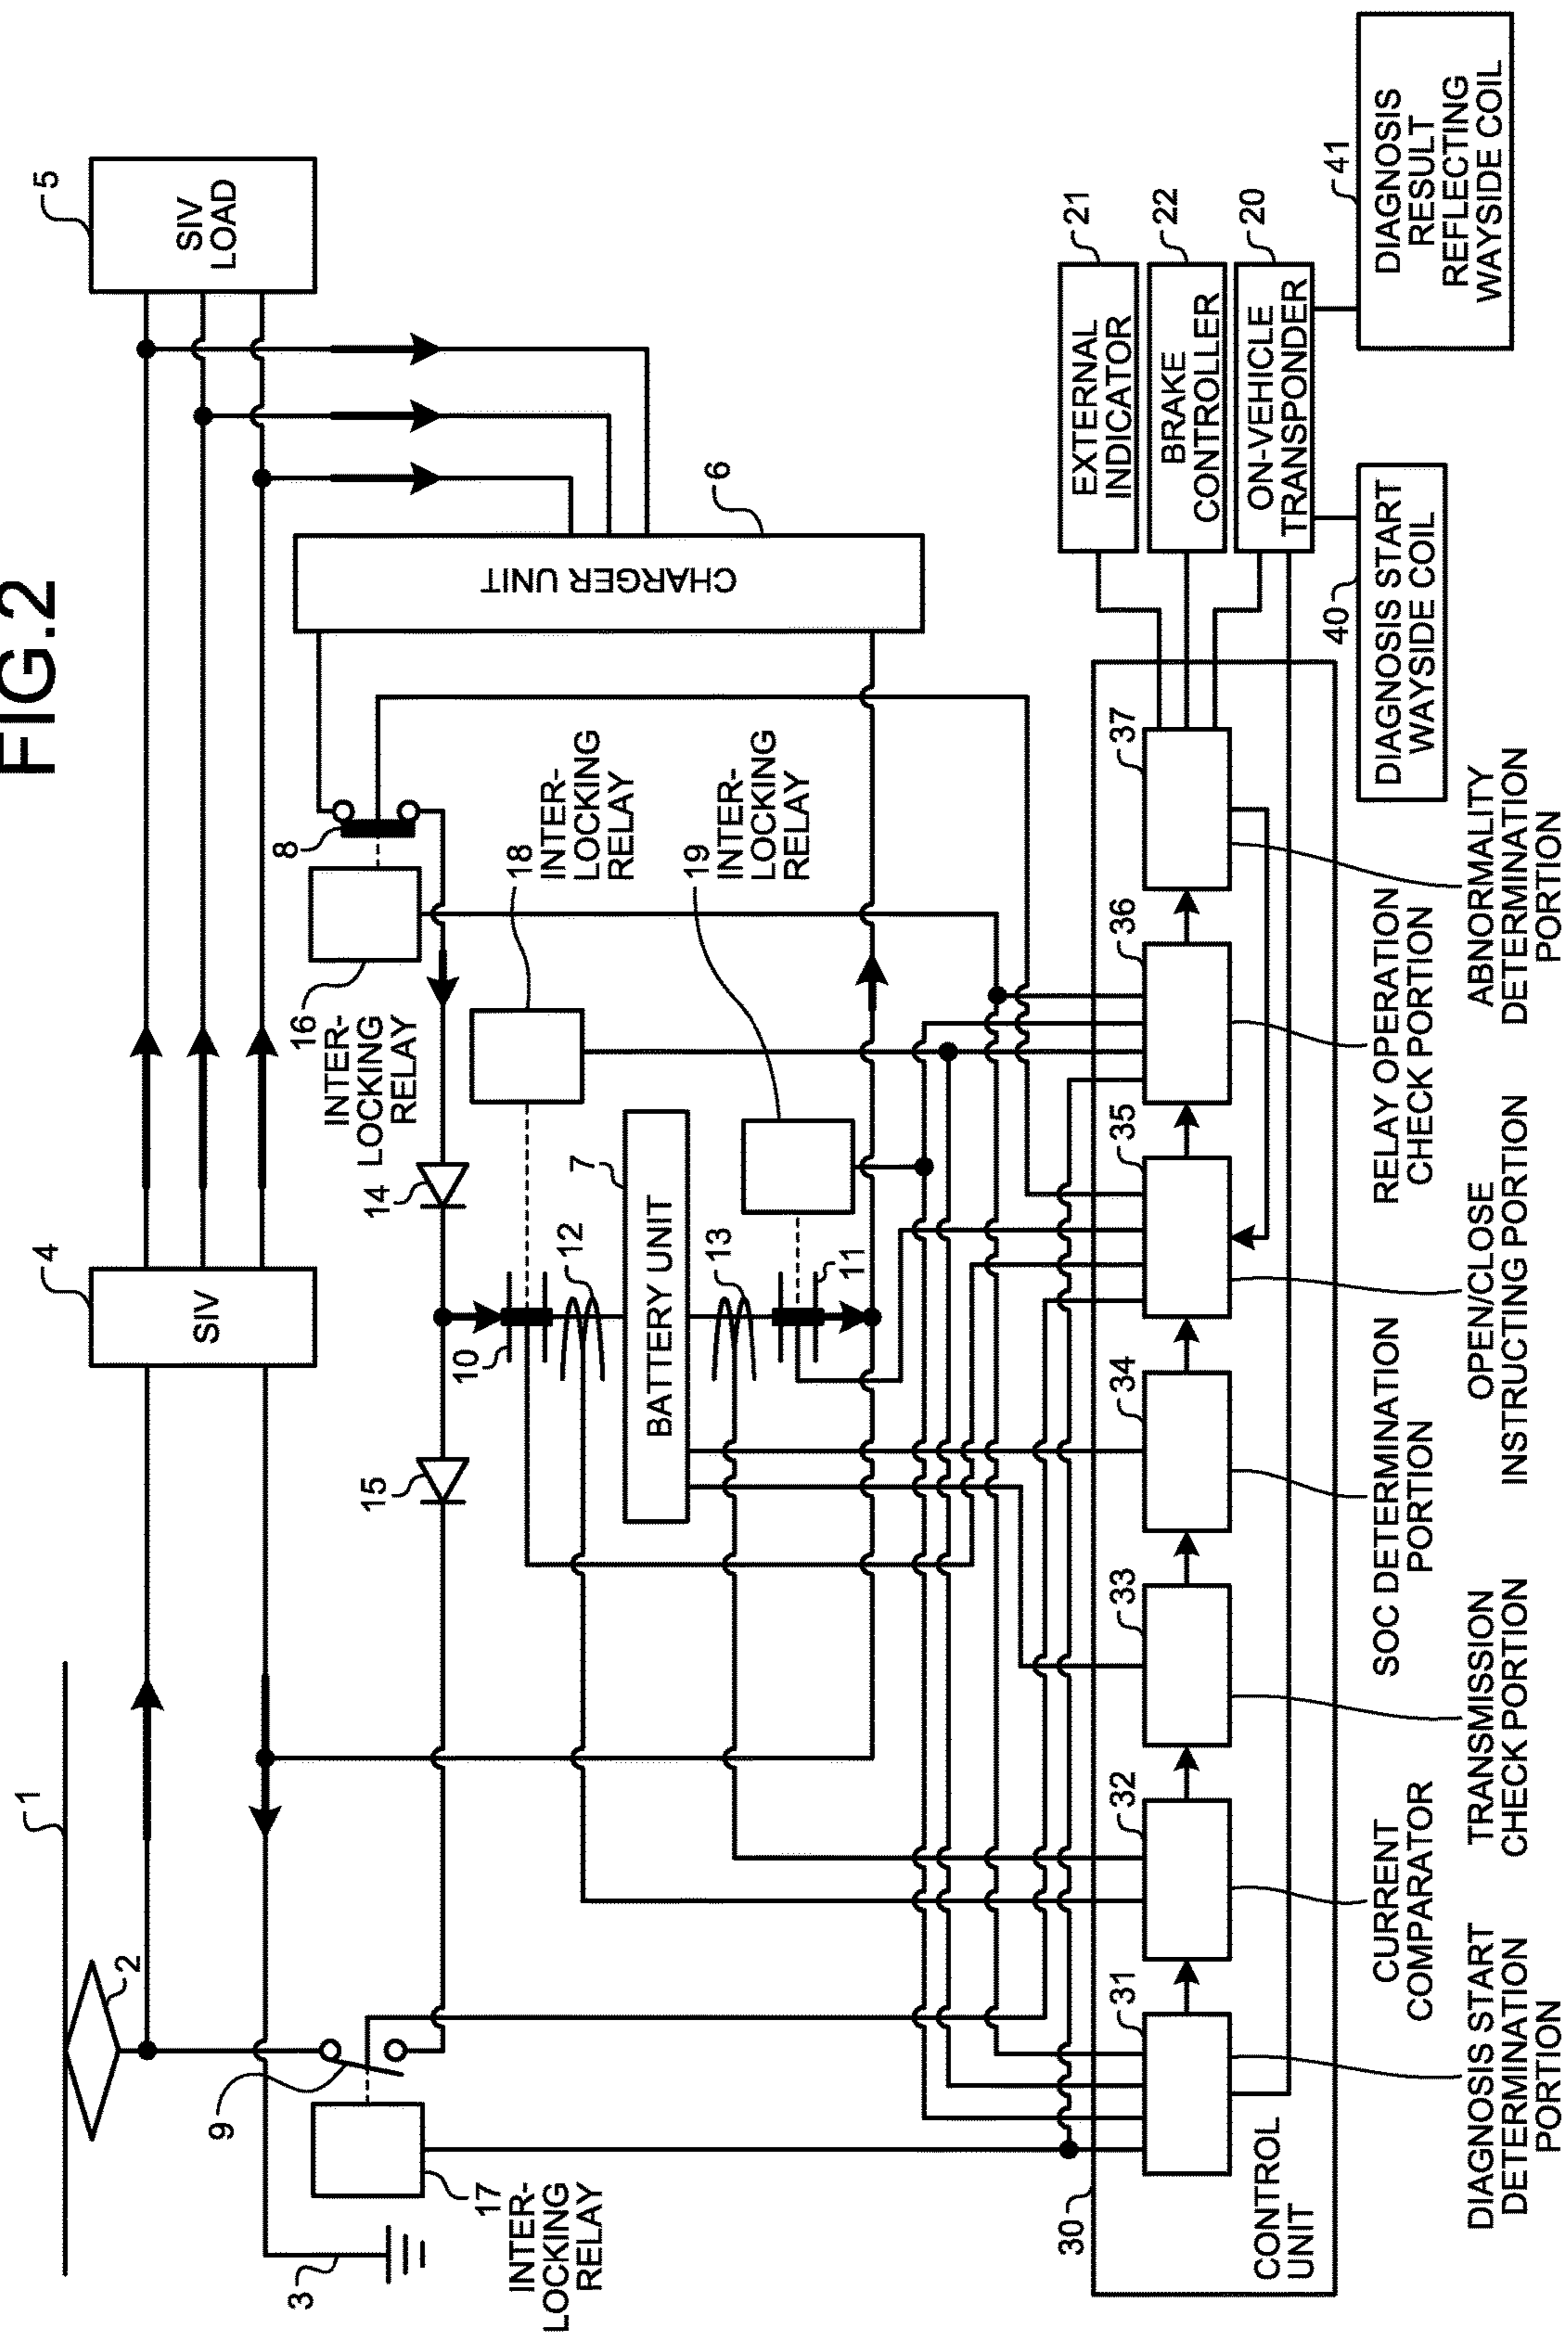 FIG.2
1
2
3
4
SIV
5
SIV
LOAD
6
CHARGER UNIT
9
17
INTER-
LOCKING
RELAY
15
14
16
INTER-
LOCKING
RELAY
8
10
12
18
INTER-
LOCKING
RELAY
7
BATTERY UNIT
13
11
19
INTER-
LOCKING
RELAY
30
CONTROL
UNIT
31
32
33
34
35
36
37
DIAGNOSIS START
DETERMINATION
PORTION
CURRENT
COMPARATOR
TRANSMISSION
CHECK PORTION
SOC DETERMINATION
PORTION
OPEN/CLOSE
INSTRUCTING PORTION
RELAY OPERATION
CHECK PORTION
ABNORMALITY
DETERMINATION
PORTION
21
EXTERNAL
INDICATOR
22
BRAKE
CONTROLLER
20
ON-VEHICLE
TRANSPONDER
40
DIAGNOSIS START
WAYSIDE COIL
41
DIAGNOSIS
RESULT
REFLECTING
WAYSIDE COIL